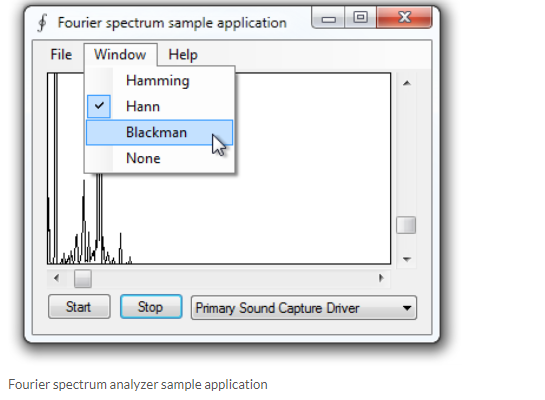 Fourier spectrum sample application
File Window Help
Hamming
Hann
Blackman
None
Start Stop Primary Sound Capture Driver
Fourier spectrum analyzer sample application